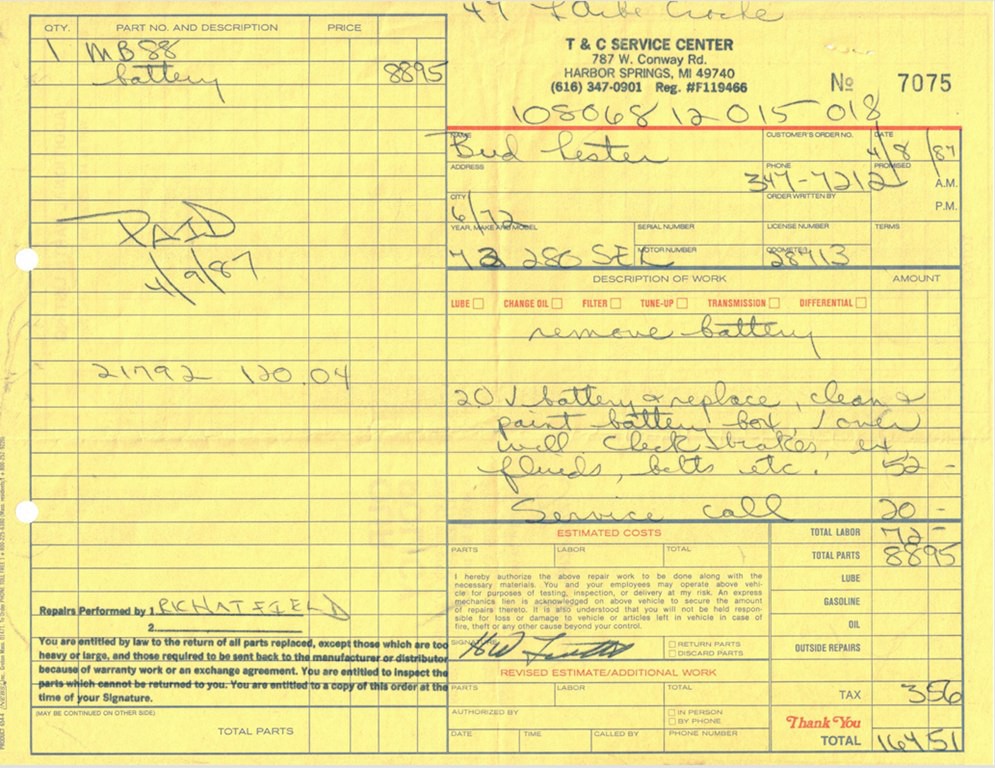 QTY. PART NO. AND DESCRIPTION PRICE
1 MB88
battery 8895
PAID
4/9/87
21792 120.04
Repairs Performed by 1
2
You are entitled by law to the return of all parts replaced, except those which are too
heavy or large, and those required to be sent back to the manufacturer or distributor
because of warranty work or an exchange agreement. You are entitled to inspect the
parts which cannot be returned to you. You are entitled to a copy of this order at the
time of your Signature.
(MAY BE CONTINUED ON OTHER SIDE)
TOTAL PARTS
47
T & C SERVICE CENTER
787 W. Conway Rd.
HARBOR SPRINGS, MI 49740
(616) 347-0901 Reg. #F119466
No 7075
108068 12 015 018
NAME CUSTOMER'S ORDER NO. DATE
Bud Lester 4/8/87
ADDRESS PHONE PROMISED
347-7212 A.M.
CITY ORDER WRITTEN BY P.M.
6/72
YEAR, MAKE AND MODEL SERIAL NUMBER LICENSE NUMBER TERMS
MOTOR NUMBER ODOMETER
72 280 SEL 28713
DESCRIPTION OF WORK AMOUNT
LUBE CHANGE OIL FILTER TUNE-UP TRANSMISSION DIFFERENTIAL
remove battery
20 battery & replace, clean &
paint battery box, 1 over
will check brakes, ex,
fluids, belts etc. 52 -
Service call 20 -
ESTIMATED COSTS
PARTS LABOR TOTAL
TOTAL LABOR 72 -
TOTAL PARTS 8895
I hereby authorize the above repair work to be done along with the
necessary materials. You and your employees may operate above vehi-
cle for purposes of testing, inspection, or delivery at my risk. An express
mechanics lien is acknowledged on above vehicle to secure the amount
of repairs thereto. It is also understood that you will not be held respon-
sible for loss or damage to vehicle or articles left in vehicle in case of
fire, theft or any other cause beyond your control.
LUBE
GASOLINE
OIL
SIGNATURE
RETURN PARTS
DISCARD PARTS
OUTSIDE REPAIRS
REVISED ESTIMATE/ADDITIONAL WORK
PARTS LABOR TOTAL
TAX 356
AUTHORIZED BY
IN PERSON
BY PHONE
DATE TIME CALLED BY PHONE NUMBER
Thank You
TOTAL 16451